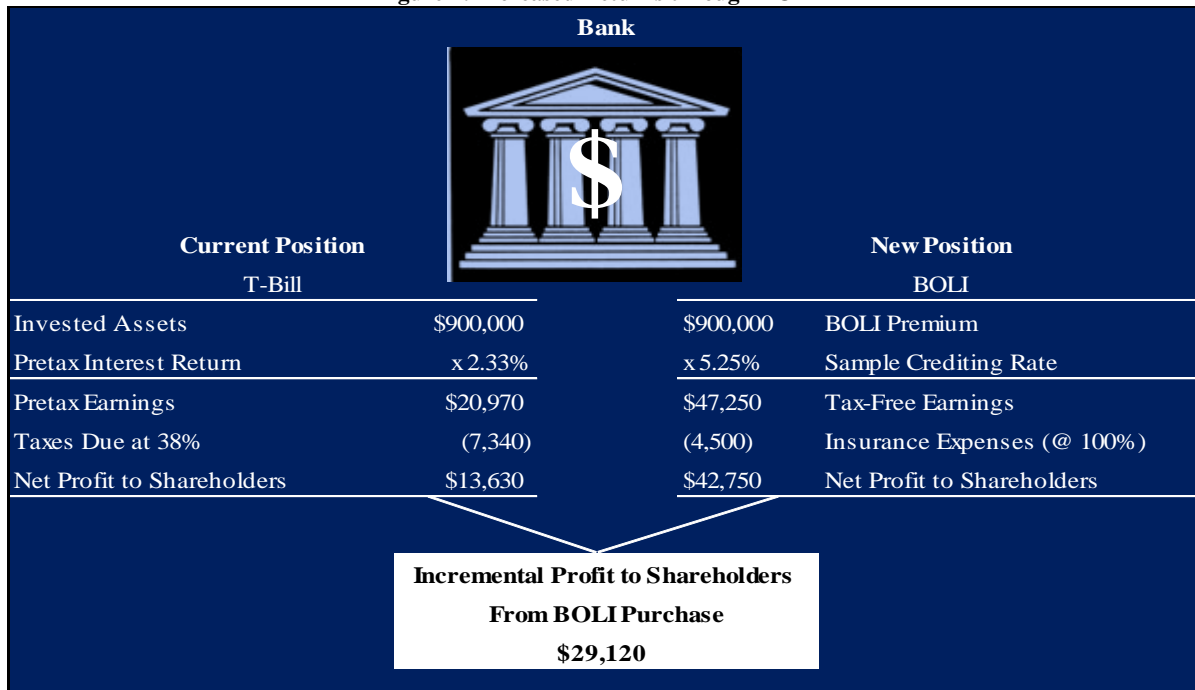 Bank
$
Current Position New Position
T-Bill BOLI
Invested Assets $900,000 $900,000 BOLI Premium
Pretax Interest Return x 2.33% x 5.25% Sample Crediting Rate
Pretax Earnings $20,970 $47,250 Tax-Free Earnings
Taxes Due at 38% (7,340) (4,500) Insurance Expenses (@ 100%)
Net Profit to Shareholders $13,630 $42,750 Net Profit to Shareholders
Incremental Profit to Shareholders
From BOLI Purchase
$29,120